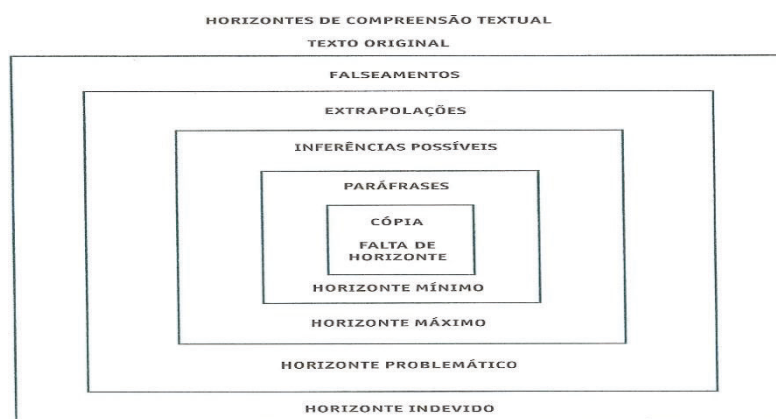 HORIZONTES DE COMPREENSÃO TEXTUAL
TEXTO ORIGINAL
FALSEAMENTOS
EXTRAPOLAÇÕES
INFERÊNCIAS POSSÍVEIS
PARÁFRASES
CÓPIA
FALTA DE
HORIZONTE
HORIZONTE MÍNIMO
HORIZONTE MÁXIMO
HORIZONTE PROBLEMÁTICO
HORIZONTE INDEVIDO